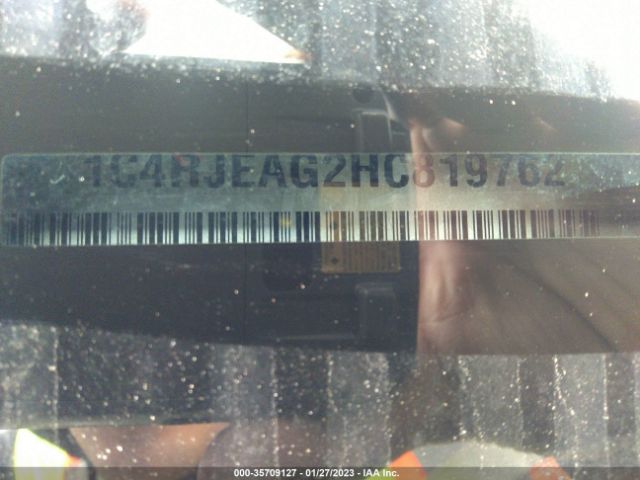 1C4RJEAG2HC819762
000-35709127 - 01/27/2023 - IAA Inc.